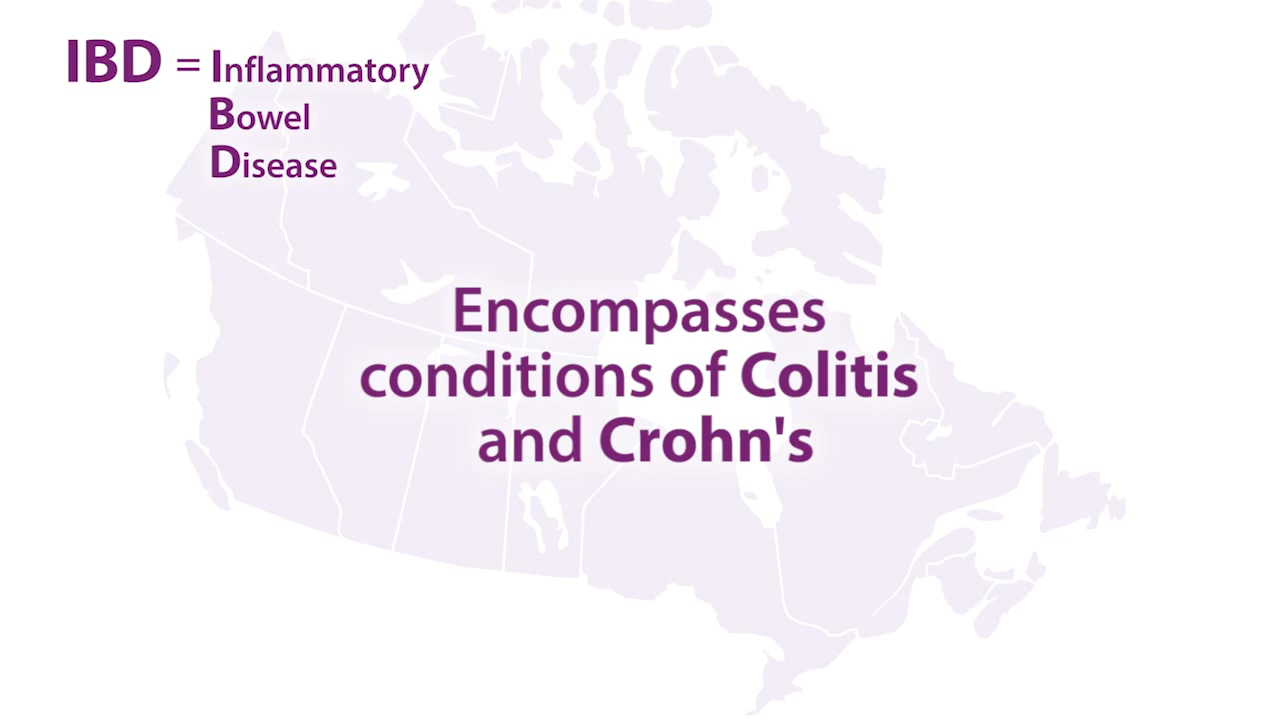 IBD = Inflammatory
Bowel
Disease
Encompasses
conditions of Colitis
and Crohn's